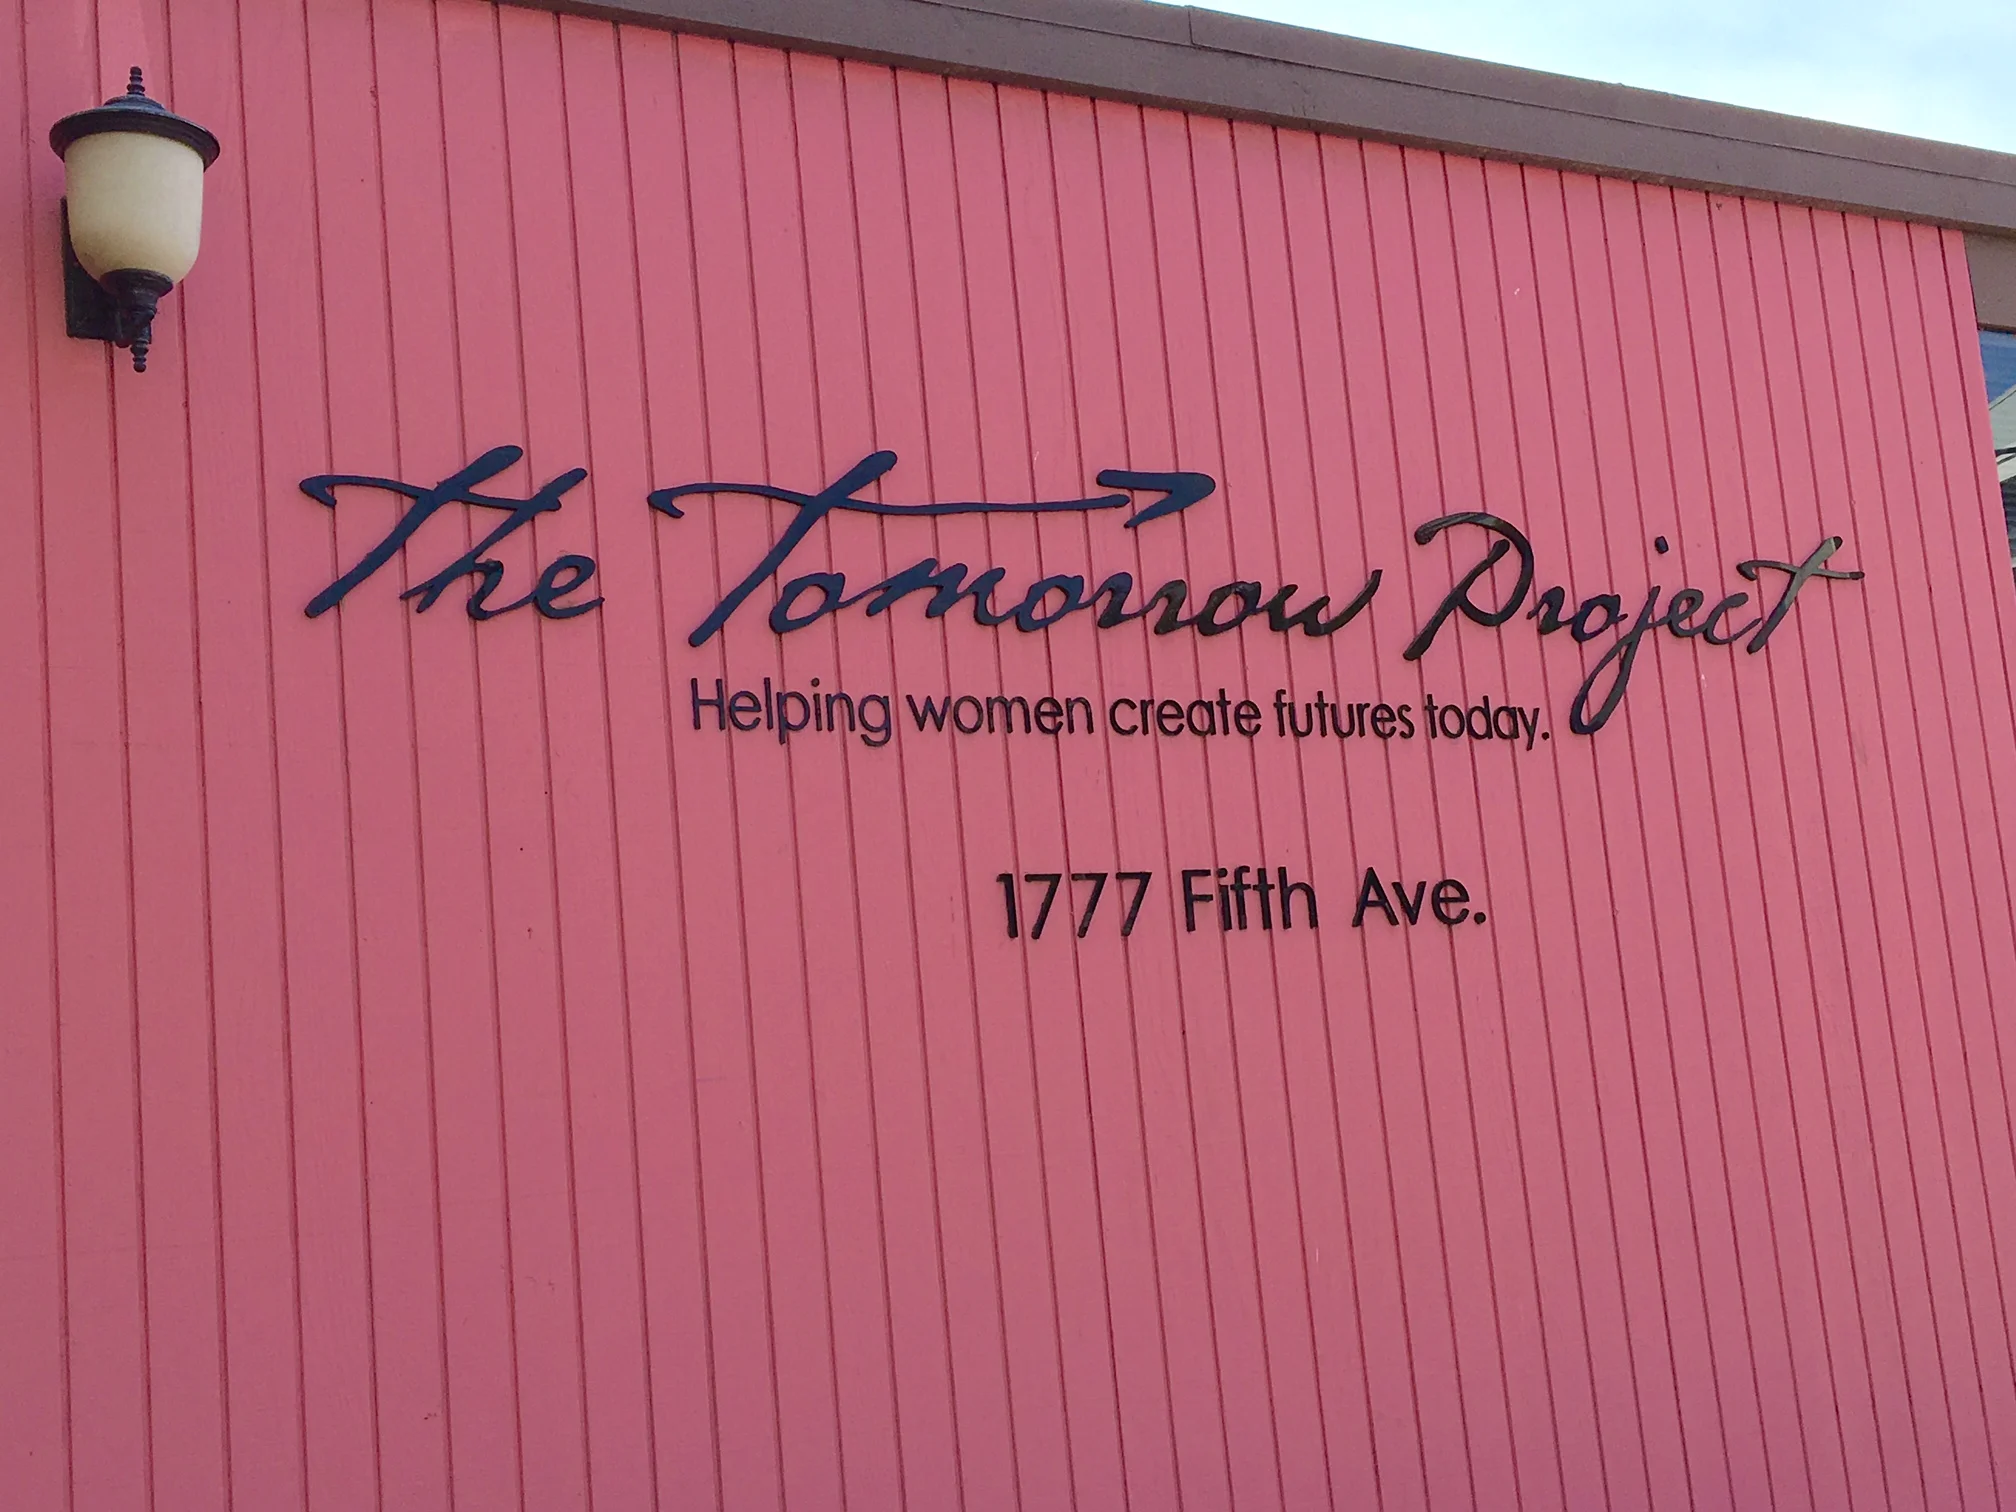 The Tomorrow Project
Helping women create futures today.
1777 Fifth Ave.